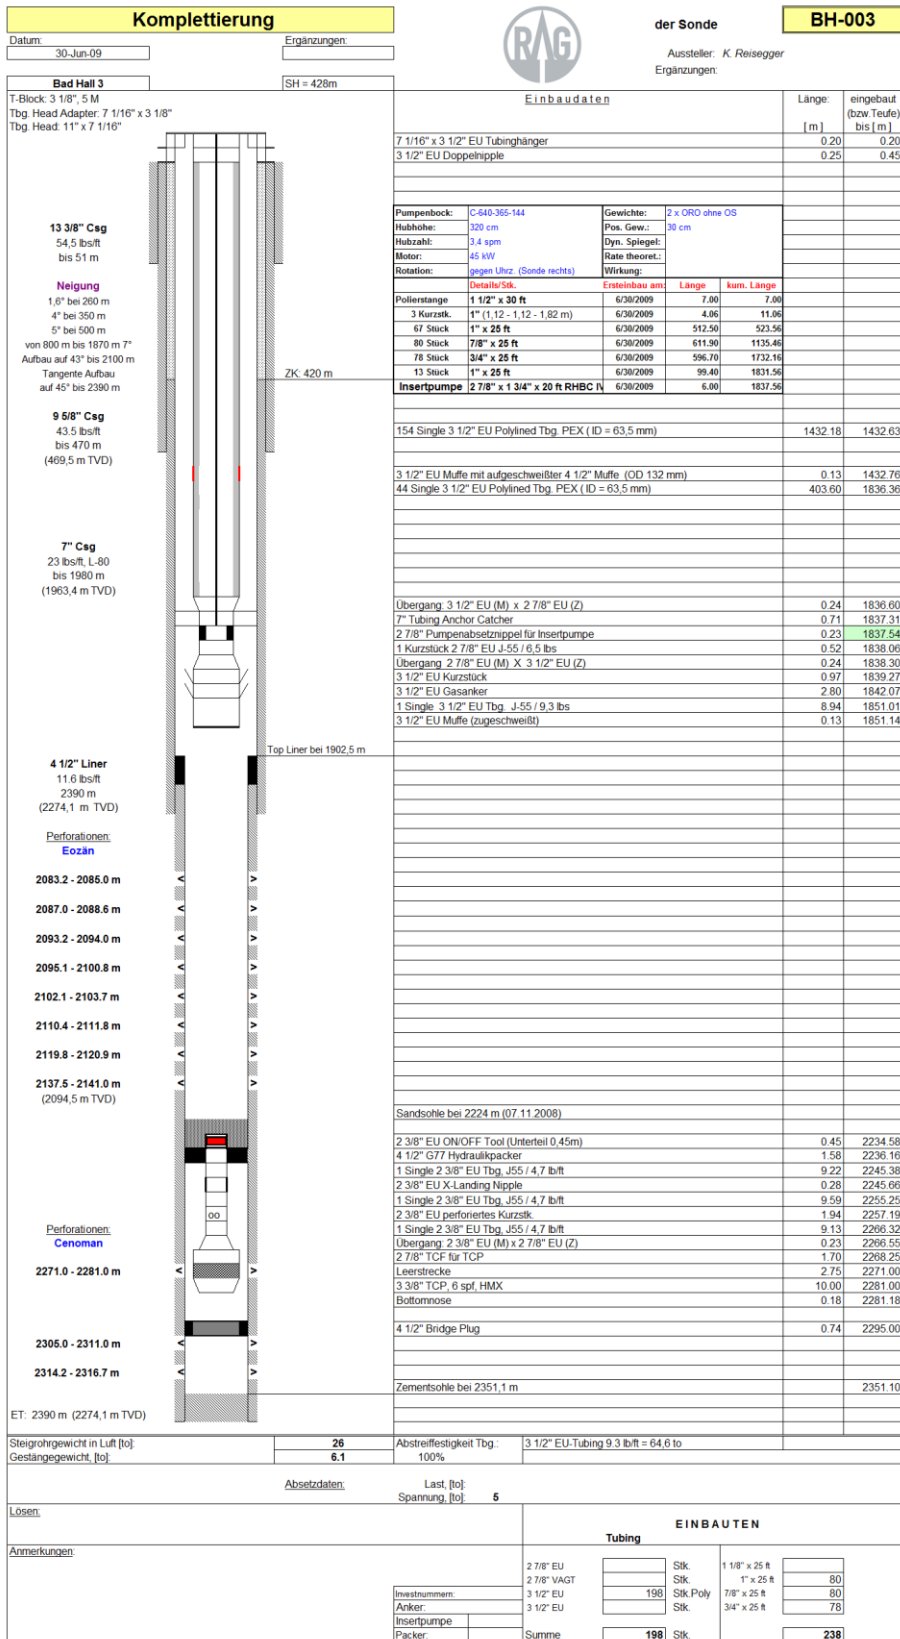 Komplettierung
der Sonde
BH-003
Datum:
30-Jun-09
Ergänzungen:
RAG
Aussteller: K. Reisegger
Ergänzungen:
Bad Hall 3
SH = 428m
T-Block: 3 1/8", 5 M
Tbg. Head Adapter: 7 1/16" x 3 1/8"
Tbg. Head: 11" x 7 1/16"
Einbaudaten
Länge: [ m ]
eingebaut (bzw.Teufe) bis [ m ]
7 1/16" x 3 1/2" EU Tubinghänger 0.20 0.20
3 1/2" EU Doppelnipple 0.25 0.45
Pumpenbock: C-640-365-144 Gewichte: 2 x ORO ohne OS
Hubhöhe: 320 cm Pos. Gew.: 30 cm
Hubzahl: 3,4 spm Dyn. Spiegel:
Motor: 45 kW Rate theoret.:
Rotation: gegen Uhrz. (Sonde rechts) Wirkung:
Details/Stk. Ersteinbau am: Länge kum. Länge
Polierstange 1 1/2" x 30 ft 6/30/2009 7.00 7.00
3 Kurzstk. 1" (1,12 - 1,12 - 1,82 m) 6/30/2009 4.06 11.06
67 Stück 1" x 25 ft 6/30/2009 512.50 523.56
80 Stück 7/8" x 25 ft 6/30/2009 611.90 1135.46
78 Stück 3/4" x 25 ft 6/30/2009 596.70 1732.16
13 Stück 1" x 25 ft 6/30/2009 99.40 1831.56
Insertpumpe 2 7/8" x 1 3/4" x 20 ft RHBC IV 6/30/2009 6.00 1837.56
13 3/8" Csg
54,5 lbs/ft
bis 51 m
Neigung
1,6° bei 260 m
4° bei 350 m
5° bei 500 m
von 800 m bis 1870 m 7°
Aufbau auf 43° bis 2100 m
Tangente Aufbau
auf 45° bis 2390 m
ZK: 420 m
9 5/8" Csg
43.5 lbs/ft
bis 470 m
(469,5 m TVD)
154 Single 3 1/2" EU Polylined Tbg. PEX ( ID = 63,5 mm) 1432.18 1432.63
3 1/2" EU Muffe mit aufgeschweißter 4 1/2" Muffe (OD 132 mm) 0.13 1432.76
44 Single 3 1/2" EU Polylined Tbg. PEX ( ID = 63,5 mm) 403.60 1836.36
7" Csg
23 lbs/ft, L-80
bis 1980 m
(1963,4 m TVD)
Übergang: 3 1/2" EU (M) x 2 7/8" EU (Z) 0.24 1836.60
7" Tubing Anchor Catcher 0.71 1837.31
2 7/8" Pumpenabsetznippel für Insertpumpe 0.23 1837.54
1 Kurzstück 2 7/8" EU J-55 / 6,5 lbs 0.52 1838.06
Übergang 2 7/8" EU (M) X 3 1/2" EU (Z) 0.24 1838.30
3 1/2" EU Kurzstück 0.97 1839.27
3 1/2" EU Gasanker 2.80 1842.07
1 Single 3 1/2" EU Tbg. J-55 / 9,3 lbs 8.94 1851.01
3 1/2" EU Muffe (zugeschweißt) 0.13 1851.14
Top Liner bei 1902,5 m
4 1/2" Liner
11.6 lbs/ft
2390 m
(2274,1 m TVD)
Perforationen:
Eozän
2083.2 - 2085.0 m < >
2087.0 - 2088.6 m < >
2093.2 - 2094.0 m < >
2095.1 - 2100.8 m < >
2102.1 - 2103.7 m < >
2110.4 - 2111.8 m < >
2119.8 - 2120.9 m < >
2137.5 - 2141.0 m < >
(2094,5 m TVD)
Sandsohle bei 2224 m (07.11.2008)
2 3/8" EU ON/OFF Tool (Unterteil 0,45m) 0.45 2234.58
4 1/2" G77 Hydraulikpacker 1.58 2236.16
1 Single 2 3/8" EU Tbg, J55 / 4,7 lb/ft 9.22 2245.38
2 3/8" EU X-Landing Nipple 0.28 2245.66
1 Single 2 3/8" EU Tbg, J55 / 4,7 lb/ft 9.59 2255.25
2 3/8" EU perforiertes Kurzstk. 1.94 2257.19
1 Single 2 3/8" EU Tbg, J55 / 4,7 lb/ft 9.13 2266.32
Übergang: 2 3/8" EU (M) x 2 7/8" EU (Z) 0.23 2266.55
2 7/8" TCF für TCP 1.70 2268.25
Leerstrecke 2.75 2271.00
3 3/8" TCP, 6 spf, HMX 10.00 2281.00
Bottomnose 0.18 2281.18
Perforationen:
Cenoman
2271.0 - 2281.0 m < >
4 1/2" Bridge Plug 0.74 2295.00
2305.0 - 2311.0 m < >
2314.2 - 2316.7 m < >
Zementsohle bei 2351,1 m 2351.10
ET: 2390 m (2274,1 m TVD)
Steigrohrgewicht in Luft [to]: 26 Abstreiffestigkeit Tbg.: 3 1/2" EU-Tubing 9.3 lb/ft = 64,6 to
Gestängegewicht, [to]: 6.1 100%
Absetzdaten: Last, [to]:
Spannung, [to]: 5
Lösen:
EINBAUTEN
Tubing
Anmerkungen:
2 7/8" EU Stk. 1 1/8" x 25 ft
2 7/8" VAGT Stk. 1" x 25 ft 80
Investnummern: 3 1/2" EU 198 Stk.Poly 7/8" x 25 ft 80
Anker: 3 1/2" EU Stk. 3/4" x 25 ft 78
Insertpumpe
Packer: Summe 198 Stk. 238